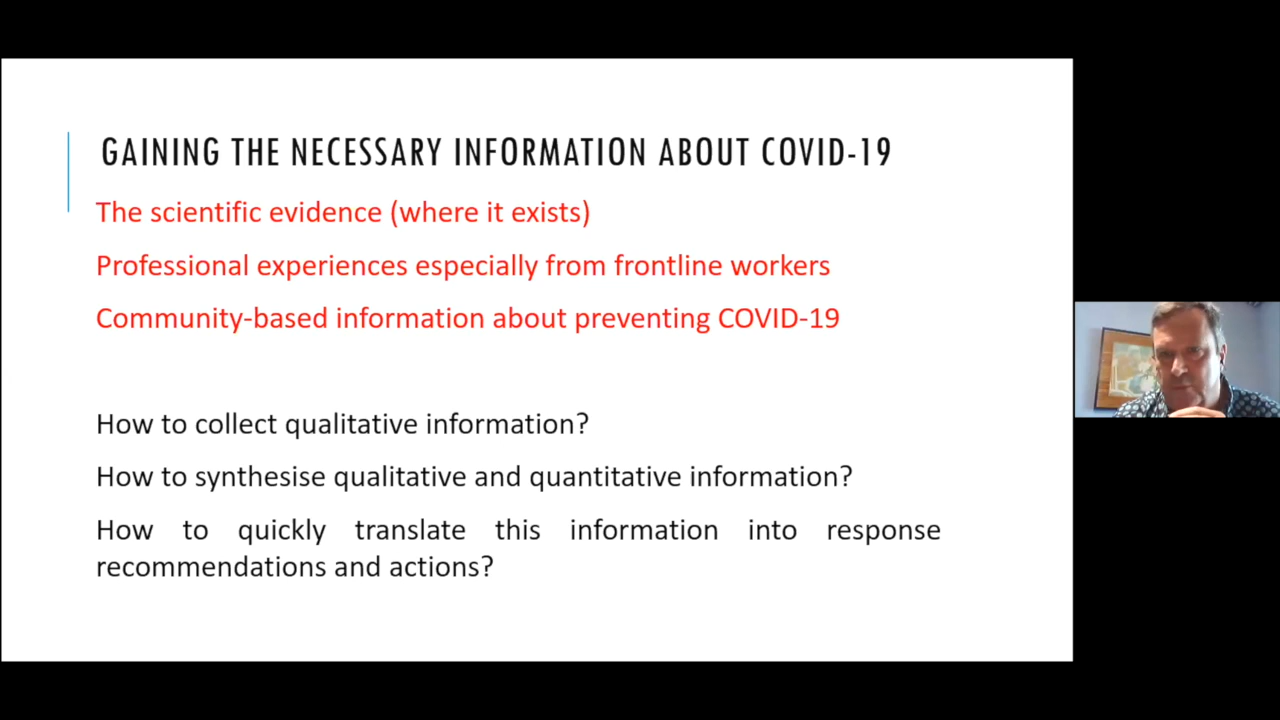 GAINING THE NECESSARY INFORMATION ABOUT COVID-19
The scientific evidence (where it exists)
Professional experiences especially from frontline workers
Community-based information about preventing COVID-19
How to collect qualitative information?
How to synthesise qualitative and quantitative information?
How to quickly translate this information into response
recommendations and actions?